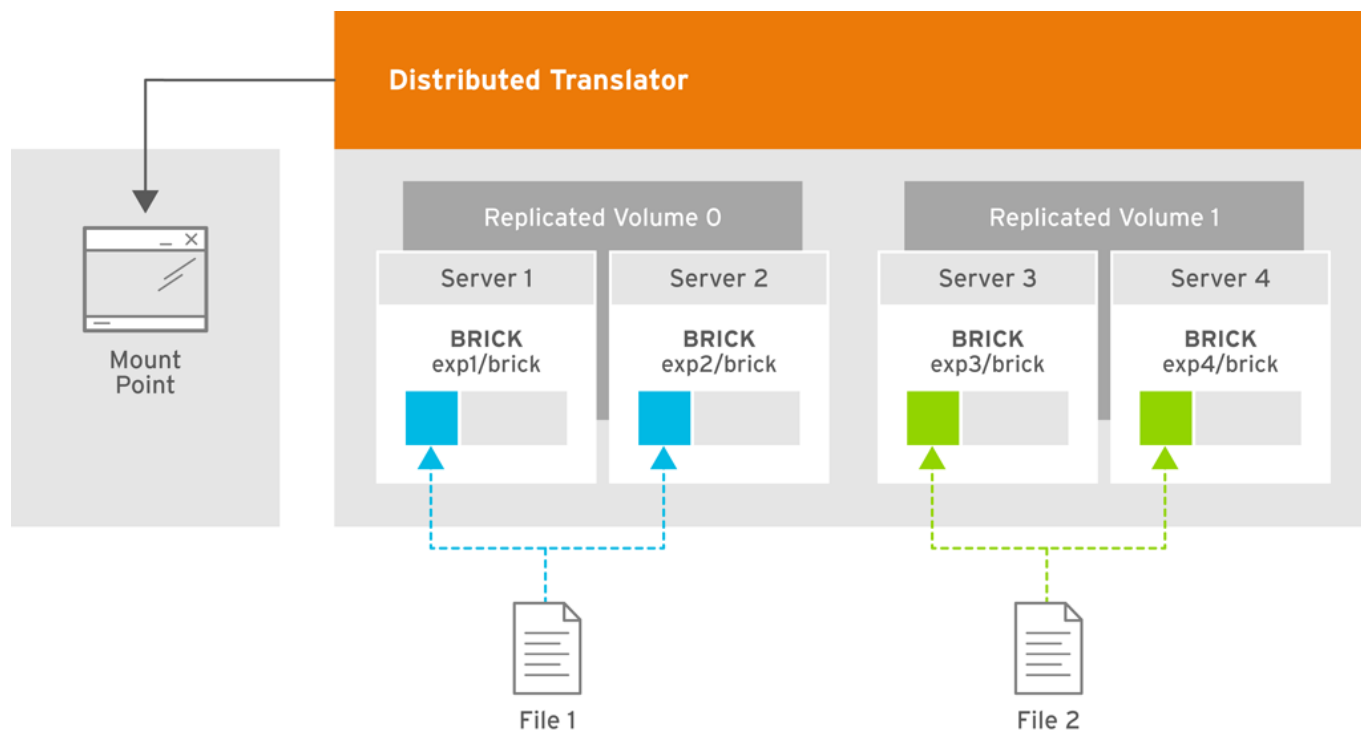 Distributed Translator
Replicated Volume 0
Replicated Volume 1
Server 1
Server 2
Server 3
Server 4
BRICK
exp1/brick
BRICK
exp2/brick
BRICK
exp3/brick
BRICK
exp4/brick
Mount
Point
File 1
File 2